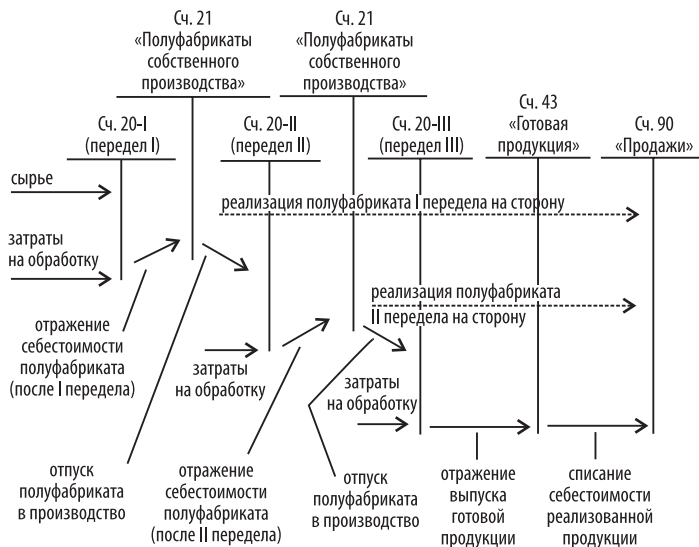 Сч. 21
«Полуфабрикаты
собственного
производства»
Сч. 21
«Полуфабрикаты
собственного
производства»
Сч. 20-I
(передел I)
Сч. 20-II
(передел II)
Сч. 20-III
(передел III)
Сч. 43
«Готовая
продукция»
Сч. 90
«Продажи»
сырье
реализация полуфабриката I передела на сторону
затраты
на обработку
реализация полуфабриката
II передела на сторону
отражение
себестоимости
полуфабриката
(после I передела)
затраты
на обработку
затраты
на обработку
отпуск
полуфабриката
в производство
отражение
себестоимости
полуфабриката
(после II передела)
отпуск
полуфабриката
в производство
отражение
выпуска
готовой
продукции
списание
себестоимости
реализованной
продукции